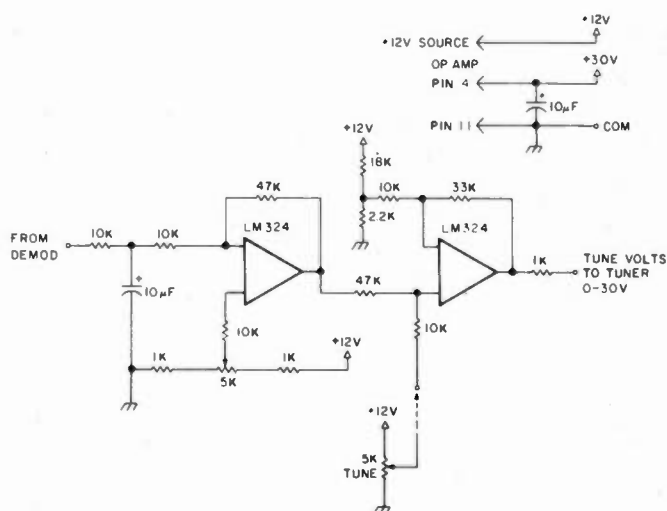 +12V
+12V SOURCE
OP AMP
+30V
PIN 4
+
10µF
PIN 11
COM
+12V
18K
47K
10K
33K
LM324
2.2K
LM324
FROM
DEMOD
10K
10K
1K
TUNE VOLTS
TO TUNER
0-30V
+
10µF
47K
10K
10K
+12V
1K
1K
5K
+12V
5K
TUNE